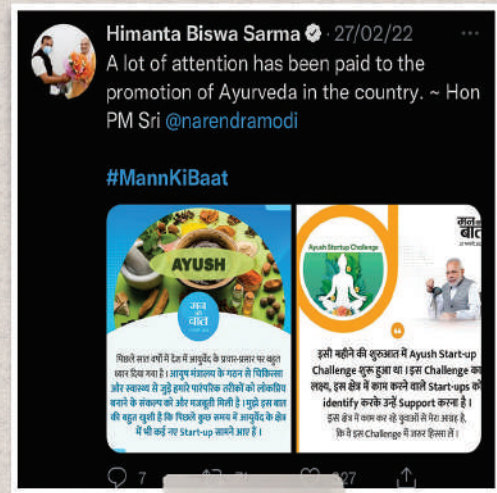 Himanta Biswa Sarma · 27/02/22 ...
A lot of attention has been paid to the
promotion of Ayurveda in the country. ~ Hon
PM Sri @narendramodi
#MannKiBaat
AYUSH
मन
की
बात
पिछले सात वर्षों में देश में आयुर्वेद के प्रचार-प्रसार पर बहुत
ध्यान दिया गया है। आयुष मंत्रालय के गठन से चिकित्सा
और स्वास्थ्य से जुड़े हमारे पारंपरिक तरीकों को लोकप्रिय
बनाने के संकल्प को और मजबूती मिली है। मुझे इस बात
की बहुत खुशी है कि पिछले कुछ समय में आयुर्वेद के क्षेत्र
में भी कई नए Start-up सामने आए हैं।
मन की
बात
Ayush Startup Challenge
इसी महीने की शुरुआत में Ayush Start-up
Challenge शुरू हुआ था। इस Challenge का
लक्ष्य, इस क्षेत्र में काम करने वाले Start-ups को
identify करके उन्हें Support करना है।
इस क्षेत्र में काम कर रहे युवाओं से मेरा आग्रह है,
कि वे इस Challenge में जरुर हिस्सा लें।
7